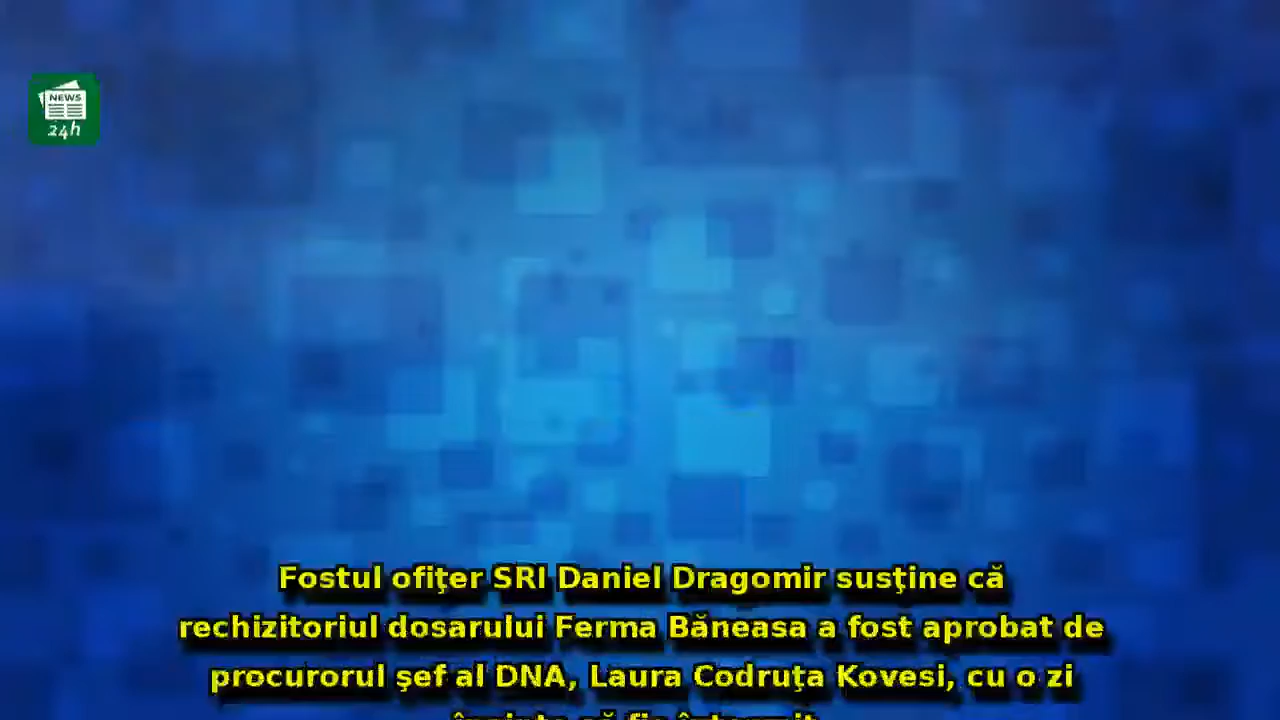 NEWS
24h
Fostul ofiţer SRI Daniel Dragomir susţine că
rechizitoriul dosarului Ferma Băneasa a fost aprobat de
procurorul şef al DNA, Laura Codruţa Kovesi, cu o zi